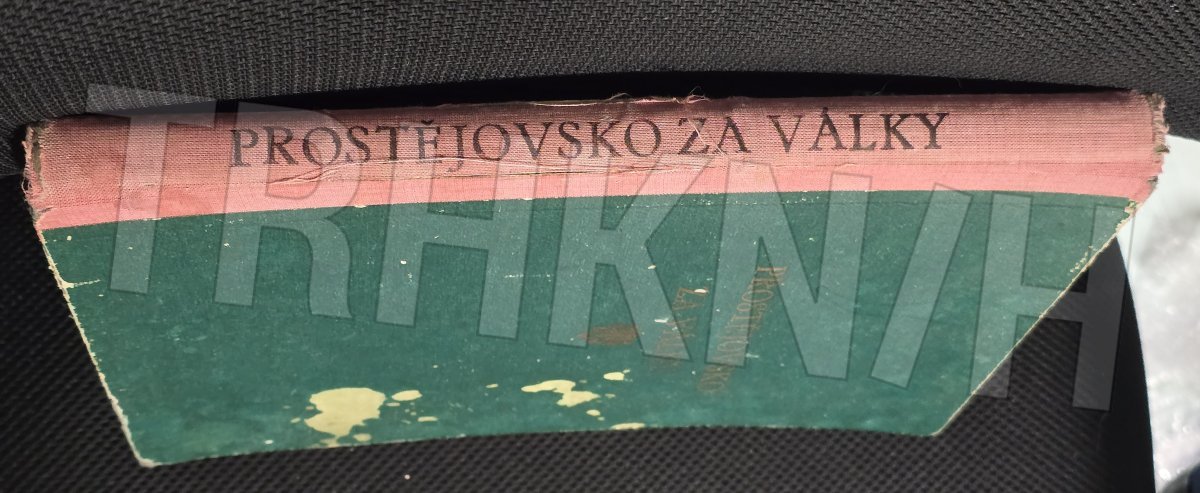 PROSTĚJOVSKO ZA VÁLKY
TRHKNIH